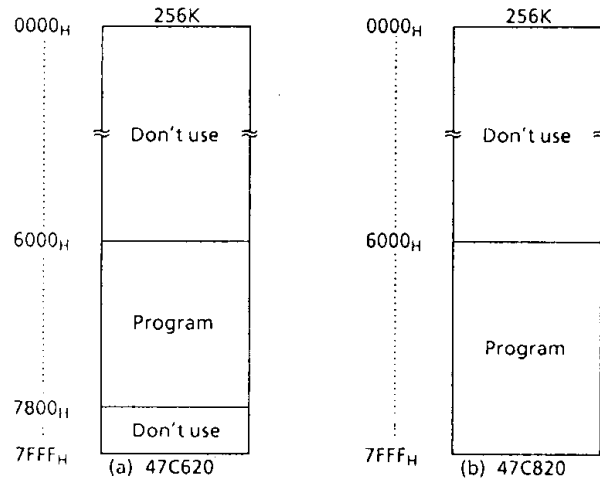 256K
0000H
Don't use
6000H
Program
7800H
Don't use
7FFFH
(a) 47C620
256K
0000H
Don't use
6000H
Program
7FFFH
(b) 47C820